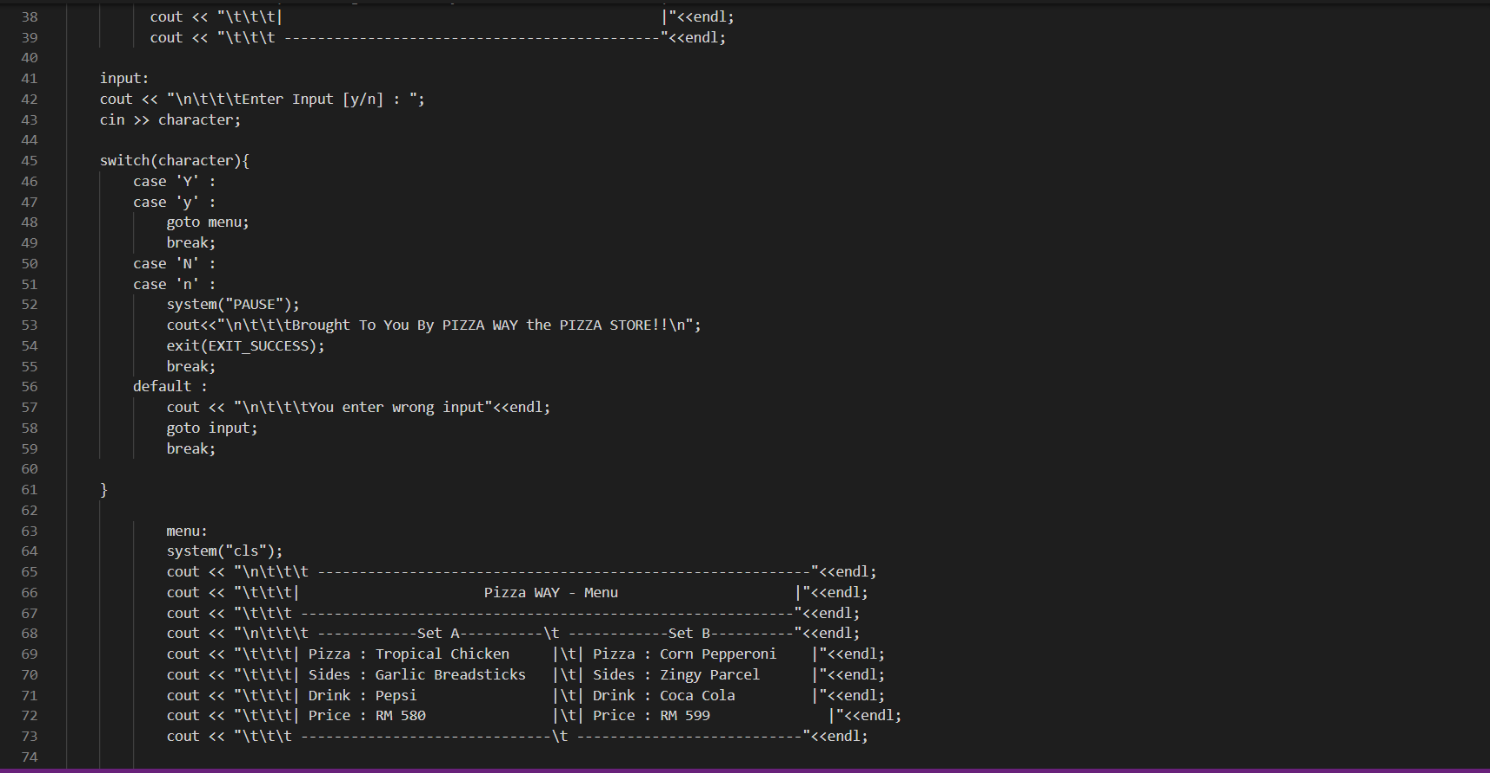 38 cout << "\t\t\t|                                             |"<<endl;
39 cout << "\t\t\t ---------------------------------------------"<<endl;
40
41 input:
42 cout << "\n\t\t\tEnter Input [y/n] : ";
43 cin >> character;
44
45 switch(character){
46 case 'Y' :
47 case 'y' :
48 goto menu;
49 break;
50 case 'N' :
51 case 'n' :
52 system("PAUSE");
53 cout<<"\n\t\t\tBrought To You By PIZZA WAY the PIZZA STORE!!\n";
54 exit(EXIT_SUCCESS);
55 break;
56 default :
57 cout << "\n\t\t\tYou enter wrong input"<<endl;
58 goto input;
59 break;
60
61 }
62
63 menu:
64 system("cls");
65 cout << "\n\t\t\t -----------------------------------------------------------"<<endl;
66 cout << "\t\t\t|                      Pizza WAY - Menu                     |"<<endl;
67 cout << "\t\t\t -----------------------------------------------------------"<<endl;
68 cout << "\n\t\t\t ------------Set A----------\t ------------Set B----------"<<endl;
69 cout << "\t\t\t| Pizza : Tropical Chicken     |\t| Pizza : Corn Pepperoni    |"<<endl;
70 cout << "\t\t\t| Sides : Garlic Breadsticks   |\t| Sides : Zingy Parcel      |"<<endl;
71 cout << "\t\t\t| Drink : Pepsi                |\t| Drink : Coca Cola         |"<<endl;
72 cout << "\t\t\t| Price : RM 580               |\t| Price : RM 599              |"<<endl;
73 cout << "\t\t\t ------------------------------\t ---------------------------"<<endl;
74